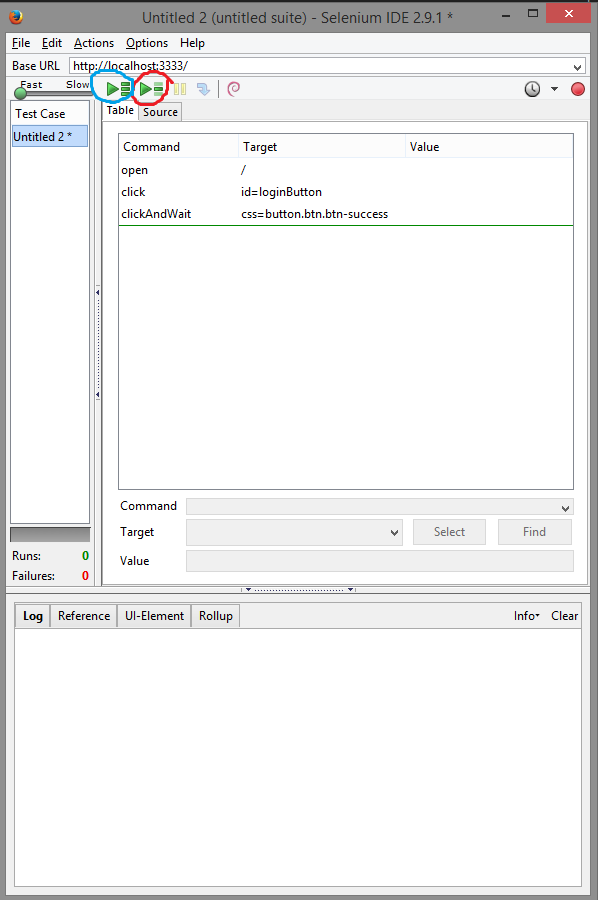 Untitled 2 (untitled suite) - Selenium IDE 2.9.1 *
File Edit Actions Options Help
Base URL http://localhost:3333/
Fast Slow
Test Case
Untitled 2 *
Table Source
Command Target Value
open /
click id=loginButton
clickAndWait css=button.btn.btn-success
Command
Target Select Find
Value
Runs: 0
Failures: 0
Log Reference UI-Element Rollup Info Clear